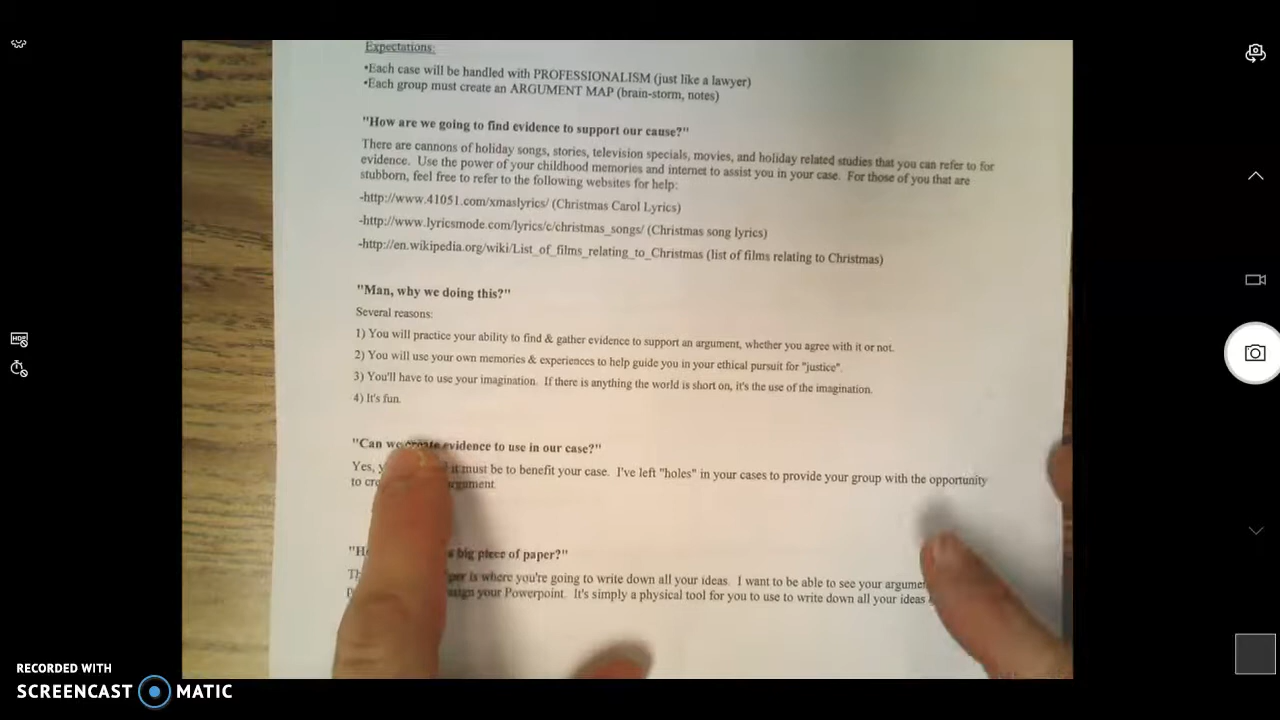 Expectations:
•Each case will be handled with PROFESSIONALISM (just like a lawyer)
•Each group must create an ARGUMENT MAP (brain-storm, notes)
"How are we going to find evidence to support our cause?"
There are cannons of holiday songs, stories, television specials, movies, and holiday related studies that you can refer to for
evidence. Use the power of your childhood memories and internet to assist you in your case. For those of you that are
stubborn, feel free to refer to the following websites for help:
-http://www.41051.com/xmaslyrics/ (Christmas Carol Lyrics)
-http://www.lyricsmode.com/lyrics/c/christmas_songs/ (Christmas song lyrics)
-http://en.wikipedia.org/wiki/List_of_films_relating_to_Christmas (list of films relating to Christmas)
"Man, why we doing this?"
Several reasons:
1) You will practice your ability to find & gather evidence to support an argument, whether you agree with it or not.
2) You will use your own memories & experiences to help guide you in your ethical pursuit for "justice".
3) You'll have to use your imagination. If there is anything the world is short on, it's the use of the imagination.
4) It's fun.
"Can we create evidence to use in our case?"
Yes, it must be to benefit your case. I've left "holes" in your cases to provide your group with the opportunity
to
big piece of paper?"
is where you're going to write down all your ideas. I want to be able to see your
your Powerpoint. It's simply a physical tool for you to use to write down all your ideas
HDR
RECORDED WITH
SCREENCAST MATIC